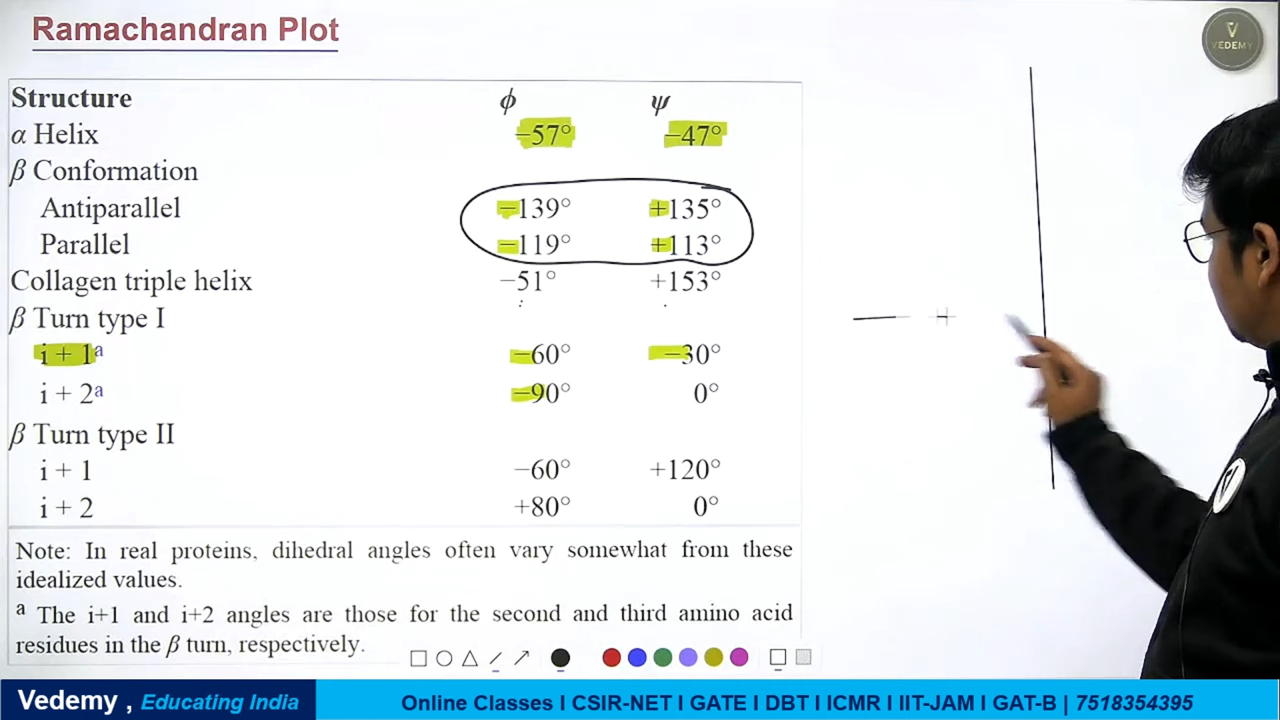 Ramachandran Plot
VEDEMY
Structure ϕ ψ
α Helix −57° −47°
β Conformation
Antiparallel −139° +135°
Parallel −119° +113°
Collagen triple helix −51° +153°
β Turn type I
i + 1ᵃ −60° −30°
i + 2ᵃ −90° 0°
β Turn type II
i + 1 −60° +120°
i + 2 +80° 0°
Note: In real proteins, dihedral angles often vary somewhat from these
idealized values.
ᵃ The i+1 and i+2 angles are those for the second and third amino acid
residues in the β turn, respectively.
Vedemy , Educating India
Online Classes I CSIR-NET I GATE I DBT I ICMR I IIT-JAM I GAT-B | 7518354395